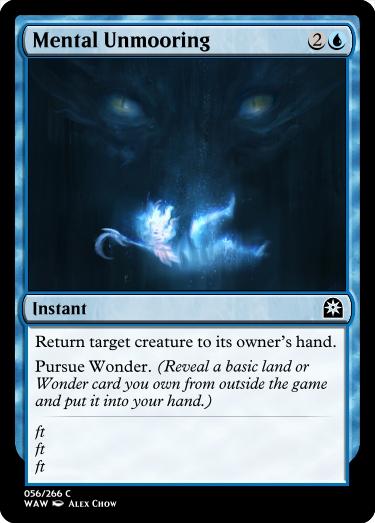 Mental Unmooring 2
Instant
Return target creature to its owner's hand.
Pursue Wonder. (Reveal a basic land or
Wonder card you own from outside the game
and put it into your hand.)
ft
ft
ft
056/266 C
WAW Alex Chow